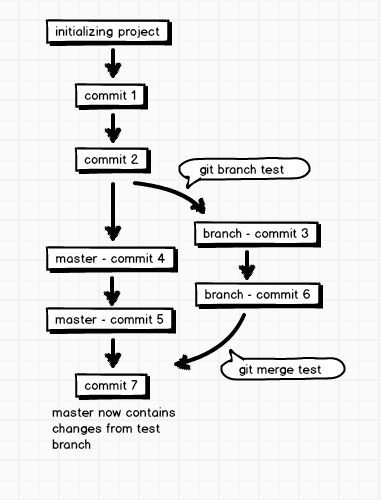 initializing project
commit 1
commit 2
git branch test
branch - commit 3
master - commit 4
branch - commit 6
master - commit 5
git merge test
commit 7
master now contains
changes from test
branch